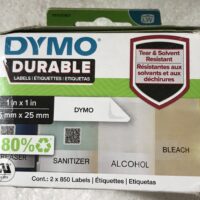 DYMO
DURABLE
LABELS | ÉTIQUETTES | ETIQUETAS
Tear & Solvent
Resistant
Résistantes aux
solvants et aux
déchirures
1 in x 1 in
mm x 25 mm
DYMO
BLEACH
80%
SANITIZER
ALCOHOL
Cont.: 2 x 850 Labels | Étiquettes | Etiquetas